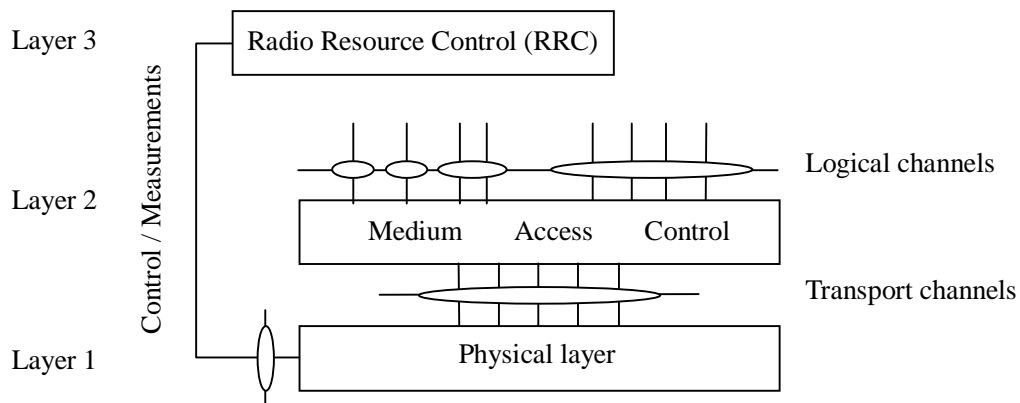 Layer 3
Radio Resource Control (RRC)
Control / Measurements
Logical channels
Layer 2
Medium Access Control
Transport channels
Layer 1
Physical layer